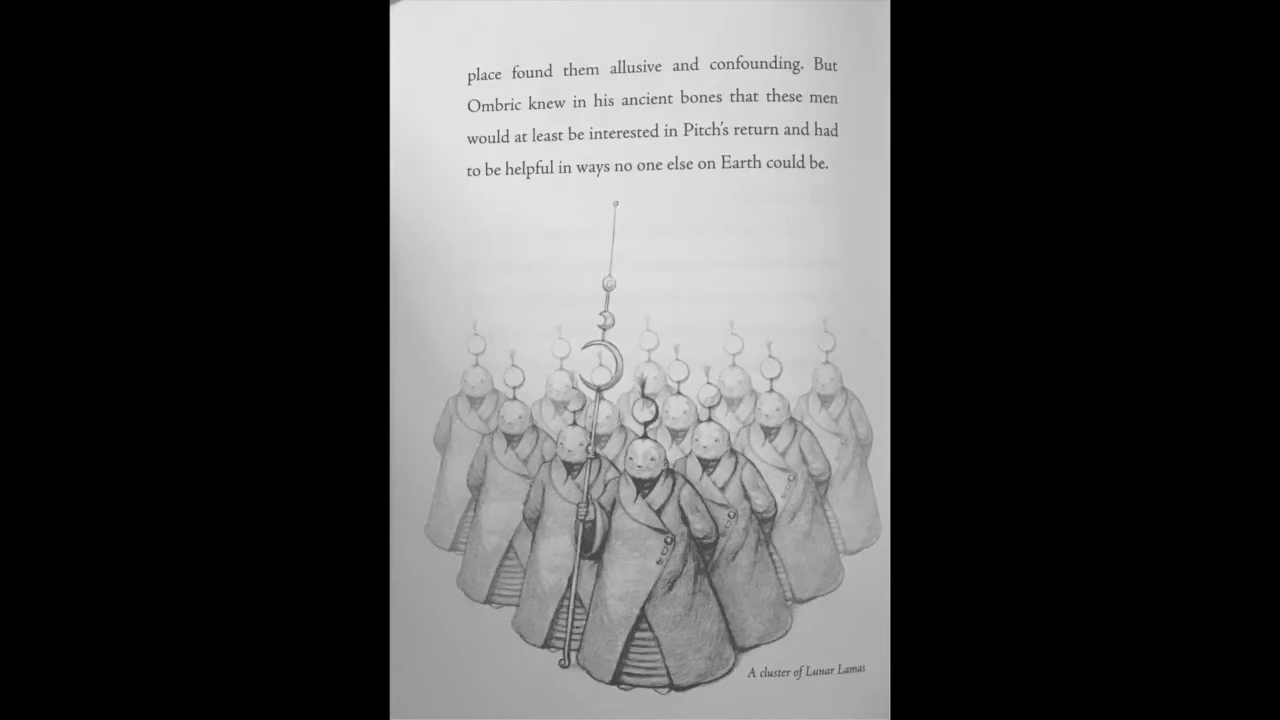 place found them allusive and confounding. But
Ombric knew in his ancient bones that these men
would at least be interested in Pitch's return and had
to be helpful in ways no one else on Earth could be.
A cluster of Lunar Lamas